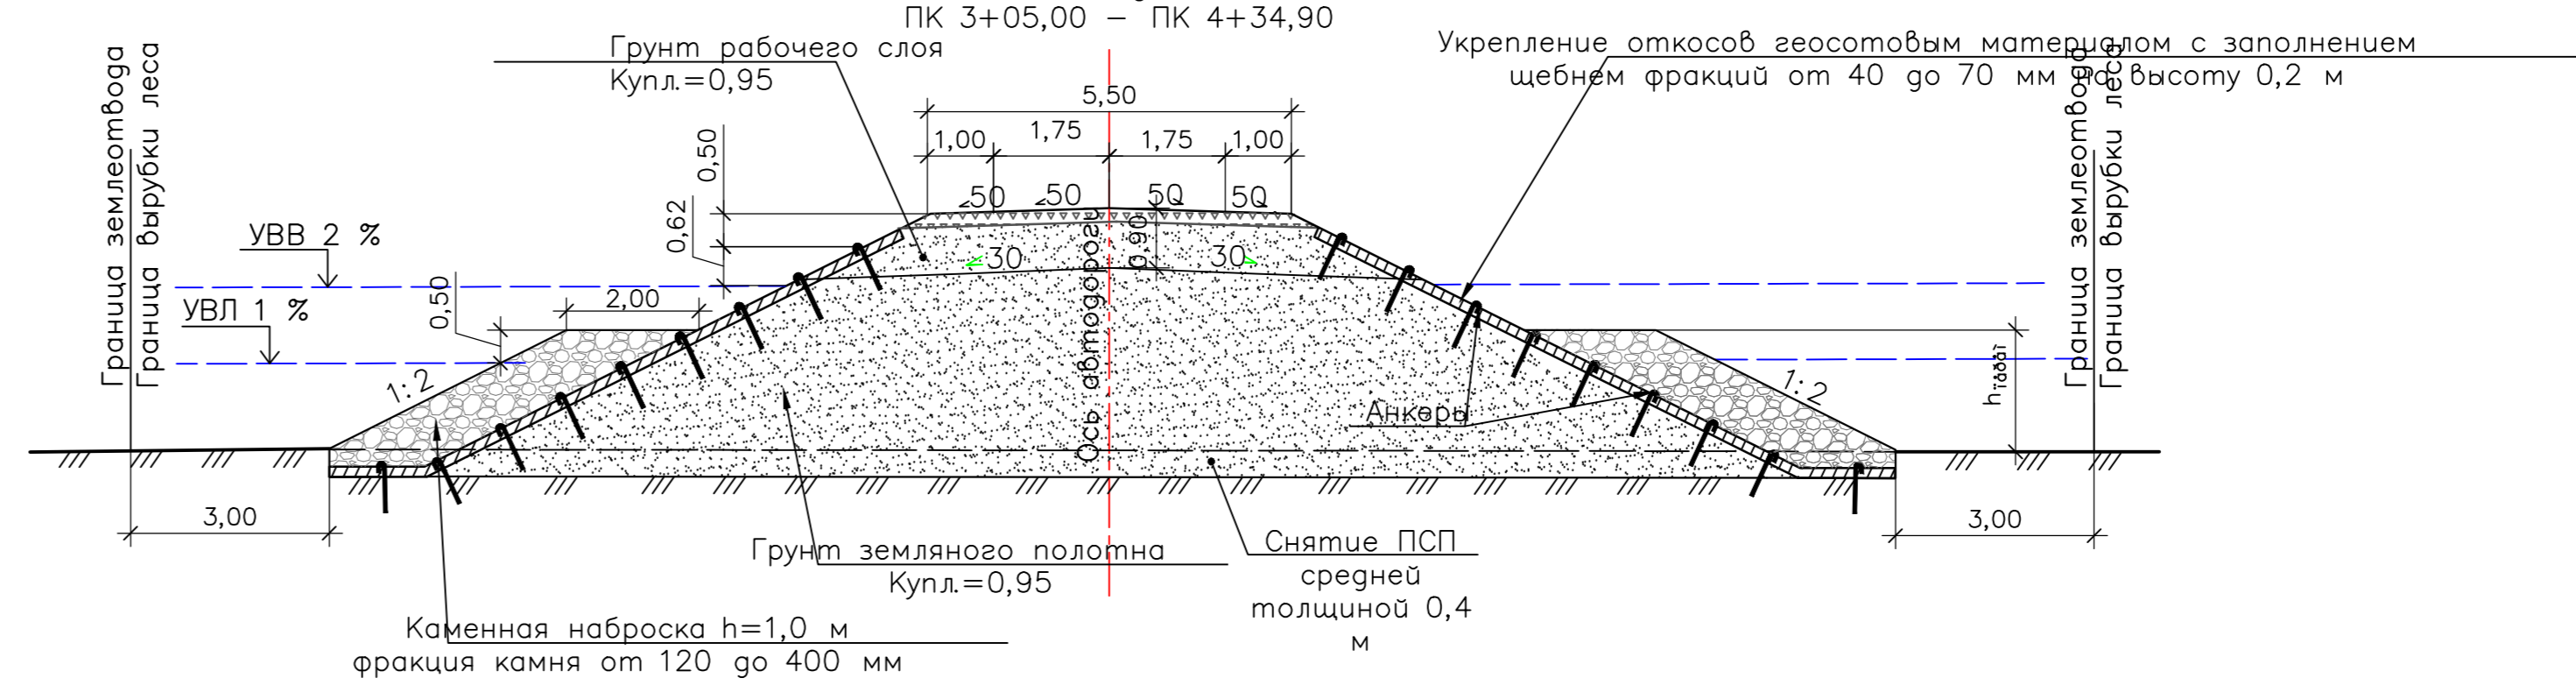 ПК 3+05,00 – ПК 4+34,90
Грунт рабочего слоя
Купл.=0,95
Укрепление откосов геосотовым материалом с заполнением
щебнем фракций от 40 до 70 мм на высоту 0,2 м
Граница землеотвода
Граница вырубки леса
Граница землеотвода
Граница вырубки леса
5,50
1,00
1,75
1,75
1,00
0,50
0,62
50
50
50
50
УВВ 2 %
УВЛ 1 %
0,50
2,00
0,90
30
30
Ось автодороги
1:2
1:2
Анкеры
3,00
3,00
Грунт земляного полотна
Купл.=0,95
Снятие ПСП
средней
толщиной 0,4
м
Каменная наброска h=1,0 м
фракция камня от 120 до 400 мм